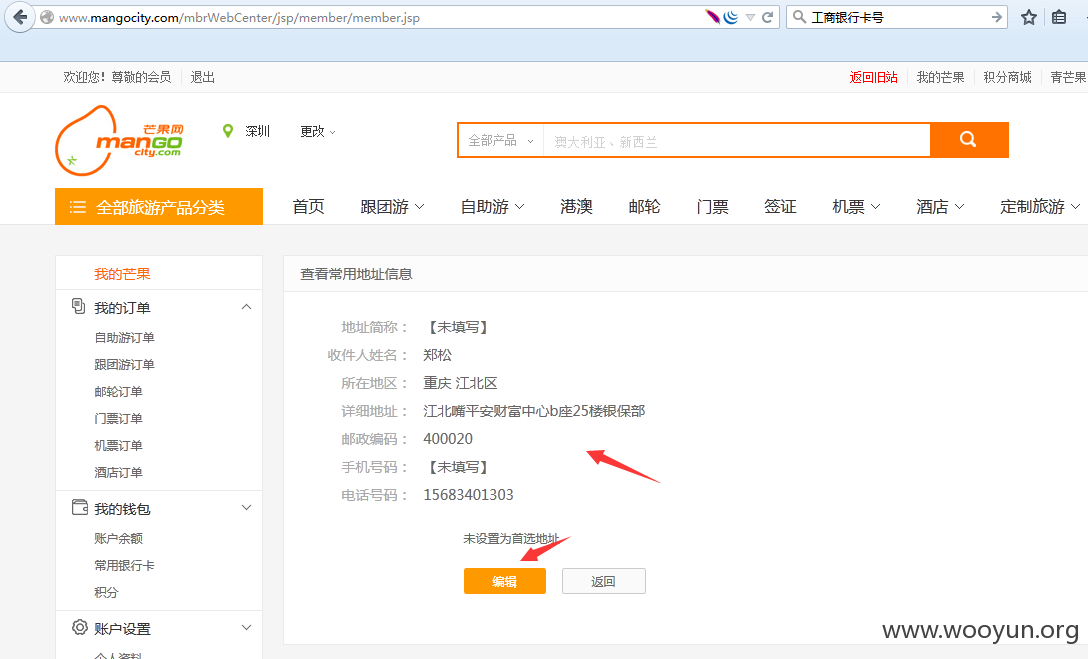 www.mangocity.com/mbrWebCenter/jsp/member/member.jsp
工商银行卡号
欢迎您！尊敬的会员 退出
返回旧站 我的芒果 积分商城 青芒果
芒果网
mango
city.com
深圳 更改
全部产品 澳大利亚、新西兰
全部旅游产品分类 首页 跟团游 自助游 港澳 邮轮 门票 签证 机票 酒店 定制旅游
我的芒果
我的订单
自助游订单
跟团游订单
邮轮订单
门票订单
机票订单
酒店订单
我的钱包
账户余额
常用银行卡
积分
账户设置
个人资料
查看常用地址信息
地址简称： 【未填写】
收件人姓名： 郑松
所在地区： 重庆 江北区
详细地址： 江北嘴平安财富中心b座25楼银保部
邮政编码： 400020
手机号码： 【未填写】
电话号码： 15683401303
未设置为首选地址
编辑 返回
www.wooyun.org